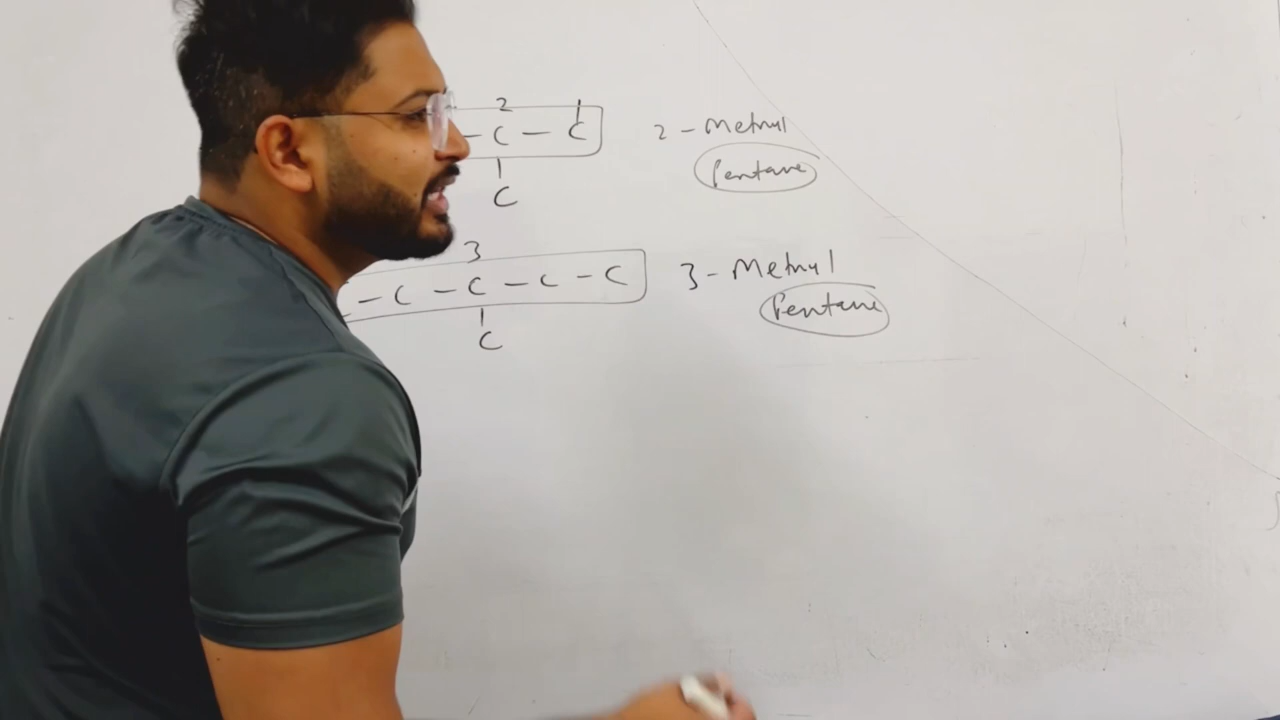 2 1
– C – C 2 – Methyl
C Pentane
3
– C – C – C – C 3 – Methyl
C Pentane